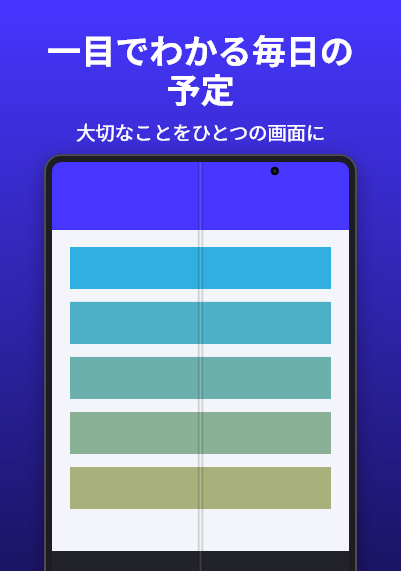 一目でわかる毎日の
予定
大切なことをひとつの画面に